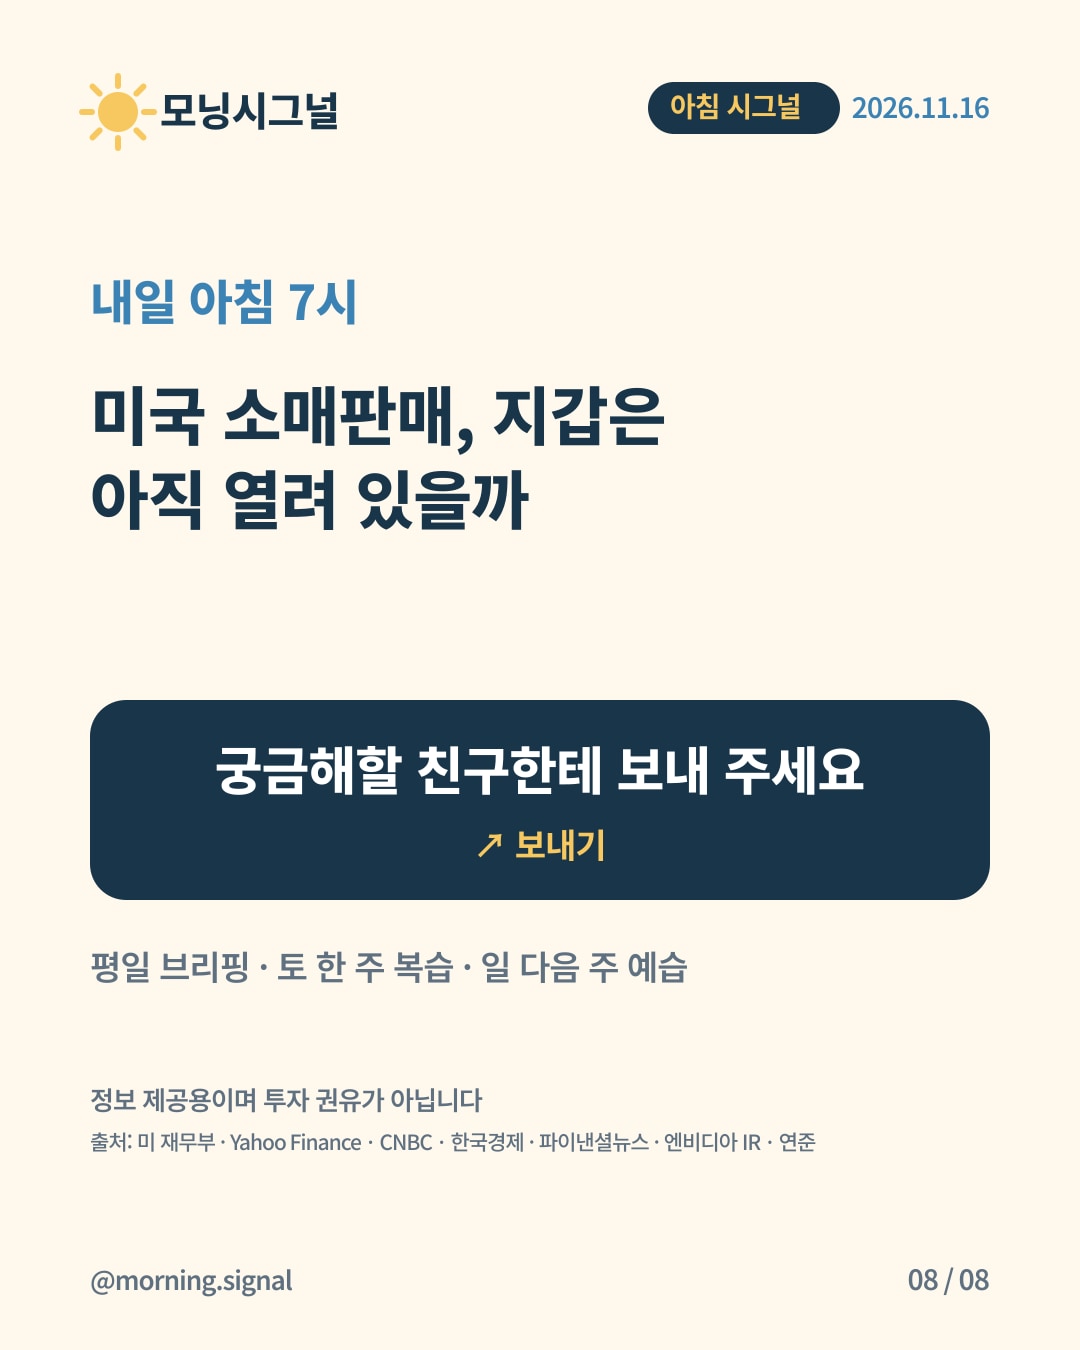 모닝시그널
아침 시그널 2026.11.16
내일 아침 7시
미국 소매판매, 지갑은
아직 열려 있을까
궁금해할 친구한테 보내 주세요
↗ 보내기
평일 브리핑 · 토 한 주 복습 · 일 다음 주 예습
정보 제공용이며 투자 권유가 아닙니다
출처: 미 재무부 · Yahoo Finance · CNBC · 한국경제 · 파이낸셜뉴스 · 엔비디아 IR · 연준
@morning.signal
08 / 08